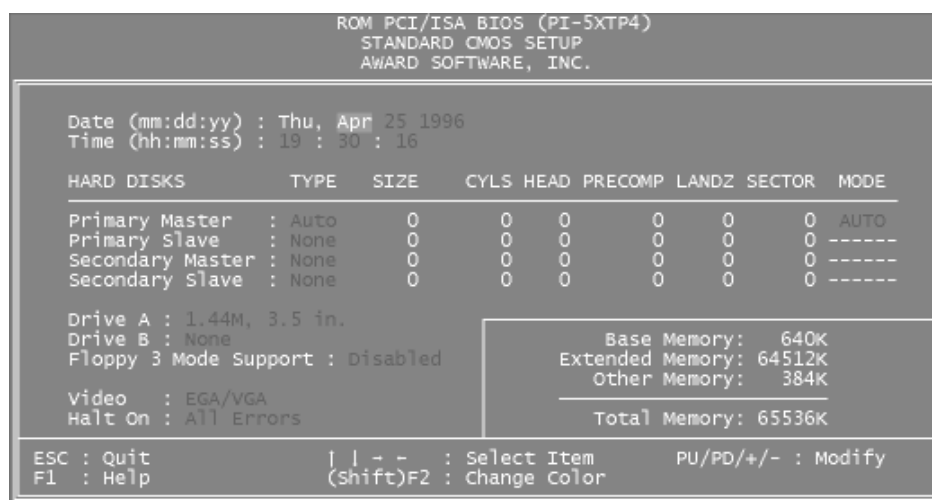 ROM PCI/ISA BIOS (PI-5XTP4)
STANDARD CMOS SETUP
AWARD SOFTWARE, INC.
Date (mm:dd:yy) : Thu, Apr 25 1996
Time (hh:mm:ss) : 19 : 30 : 16
HARD DISKS TYPE SIZE CYLS HEAD PRECOMP LANDZ SECTOR MODE
Primary Master : Auto 0 0 0 0 0 0 AUTO
Primary Slave : None 0 0 0 0 0 0 ------
Secondary Master : None 0 0 0 0 0 0 ------
Secondary Slave : None 0 0 0 0 0 0 ------
Drive A : 1.44M, 3.5 in.
Drive B : None
Floppy 3 Mode Support : Disabled
Video : EGA/VGA
Halt On : All Errors
Base Memory: 640K
Extended Memory: 64512K
Other Memory: 384K
Total Memory: 65536K
ESC : Quit ↑ ↓ → ← : Select Item PU/PD/+/- : Modify
F1 : Help (Shift)F2 : Change Color